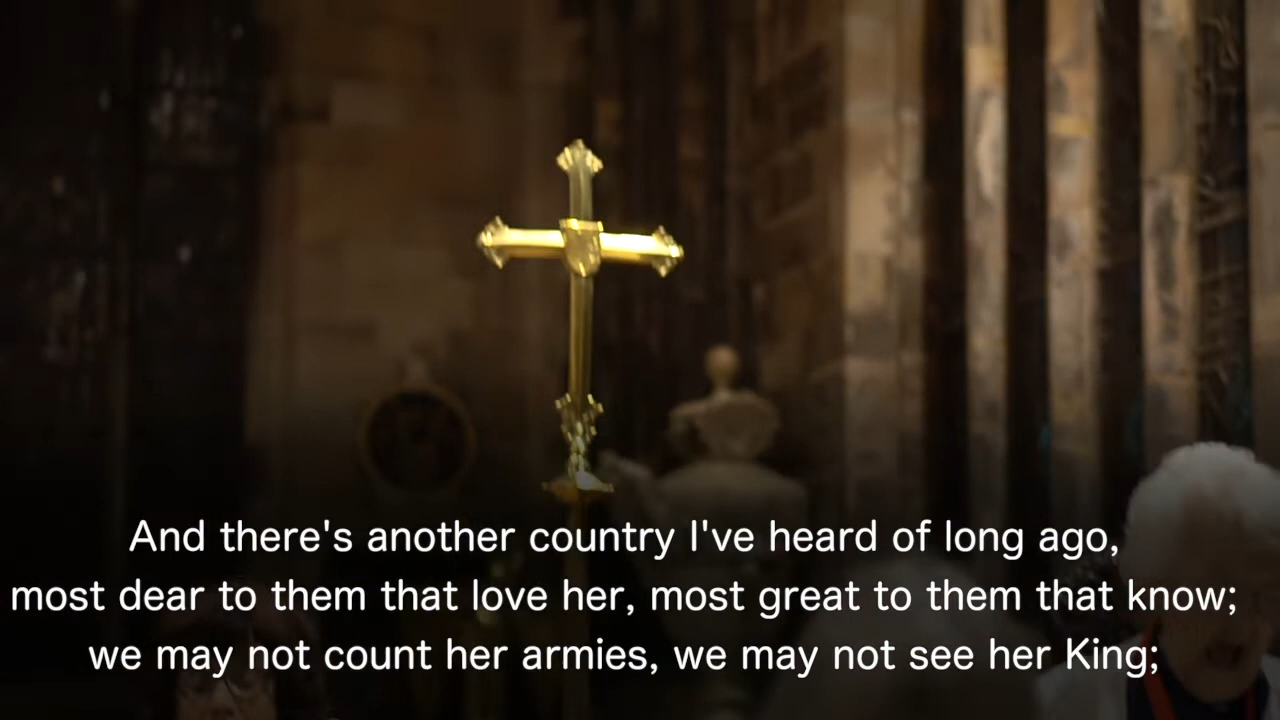 And there's another country I've heard of long ago,
most dear to them that love her, most great to them that know;
we may not count her armies, we may not see her King;